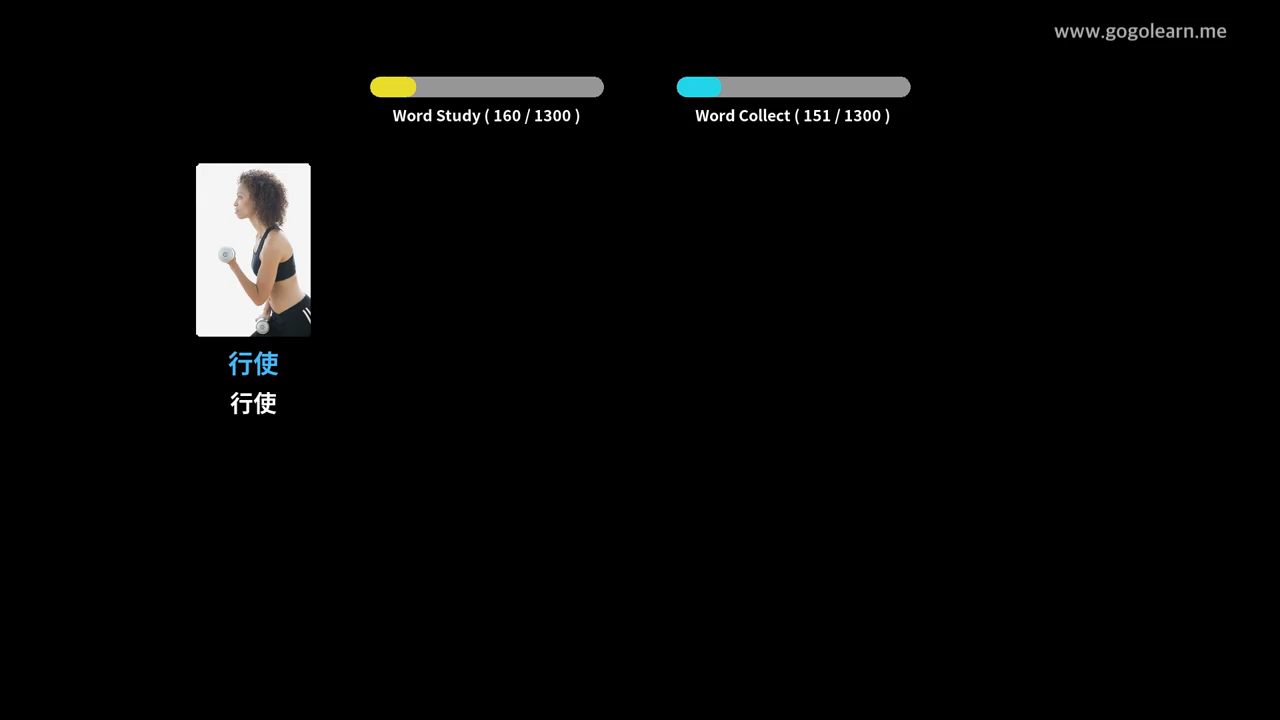 www.gogolearn.me
Word Study ( 160 / 1300 )
Word Collect ( 151 / 1300 )
行使
行使